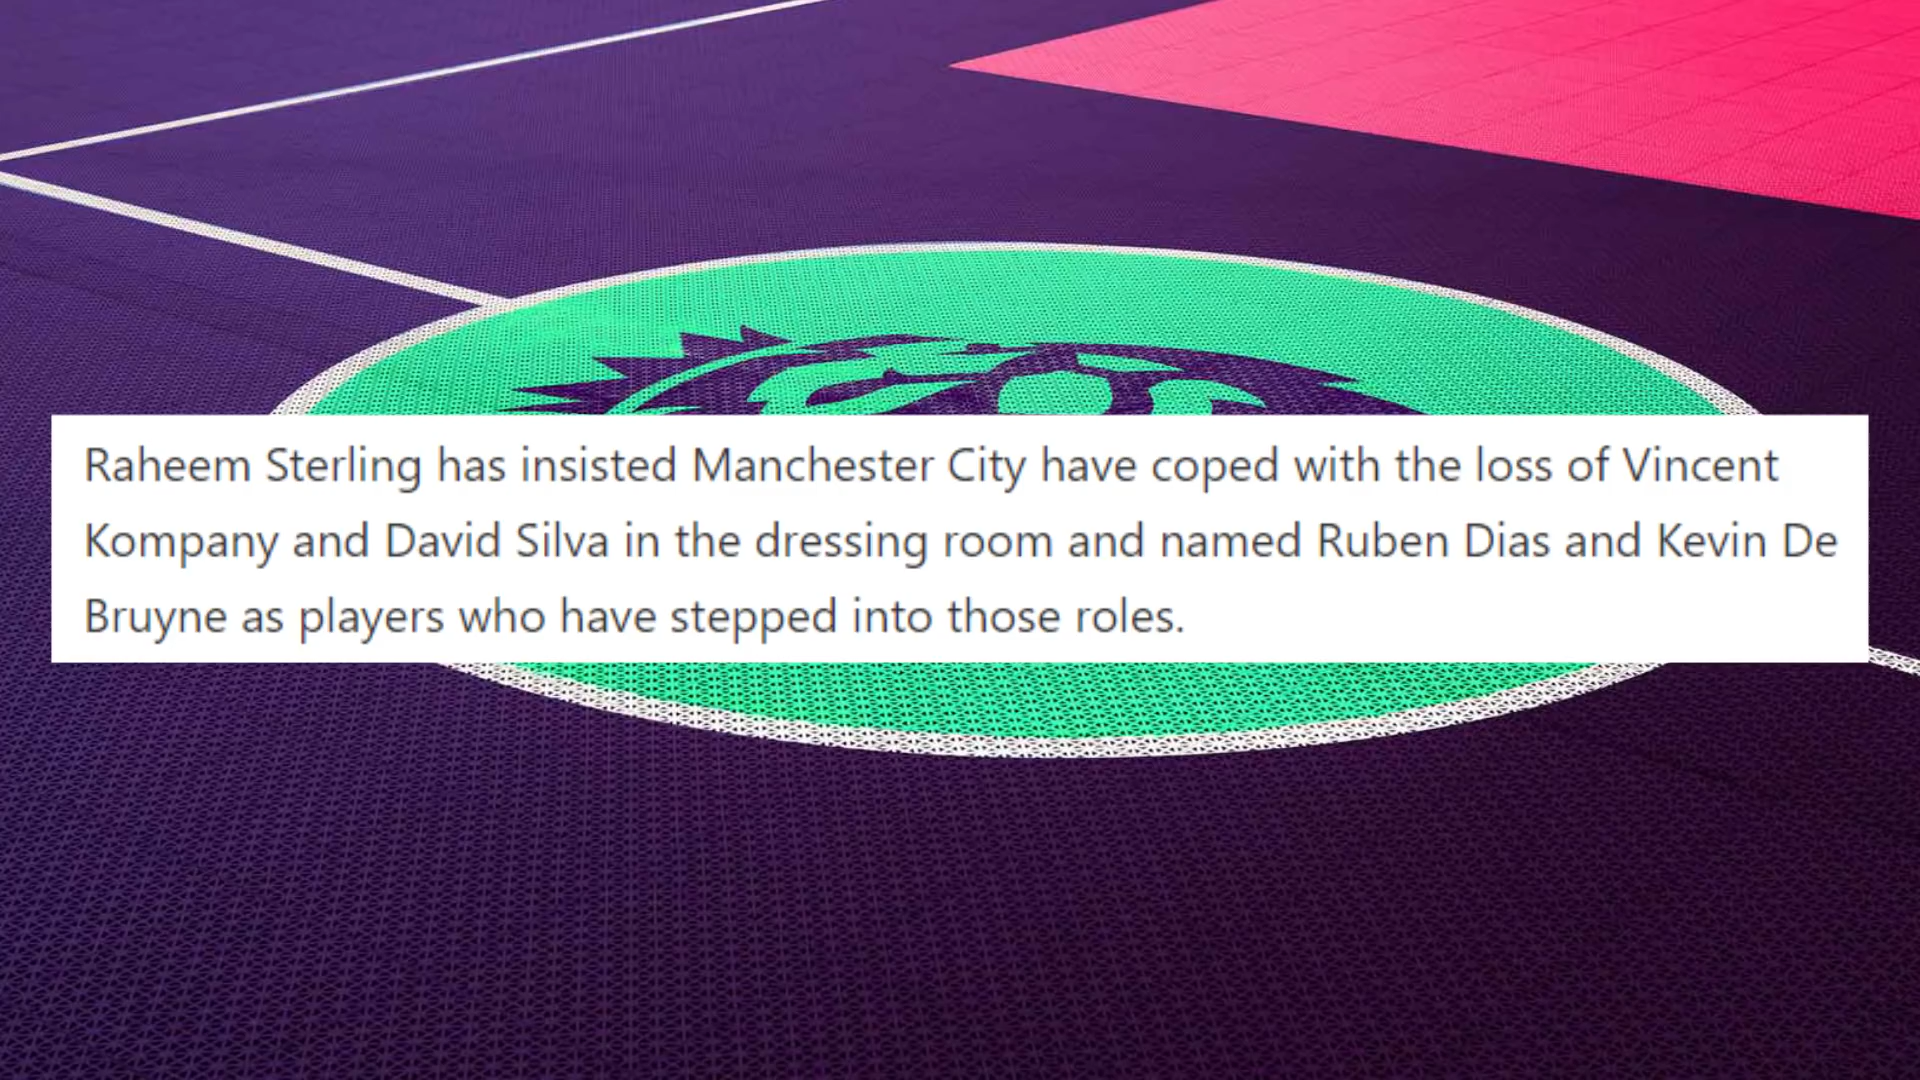 Raheem Sterling has insisted Manchester City have coped with the loss of Vincent
Kompany and David Silva in the dressing room and named Ruben Dias and Kevin De
Bruyne as players who have stepped into those roles.